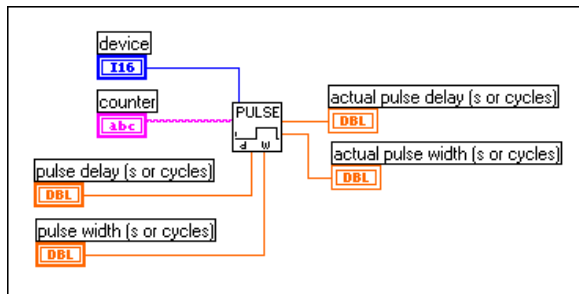 device
I16
counter
abc
PULSE
d W
pulse delay (s or cycles)
DBL
pulse width (s or cycles)
DBL
actual pulse delay (s or cycles)
DBL
actual pulse width (s or cycles)
DBL